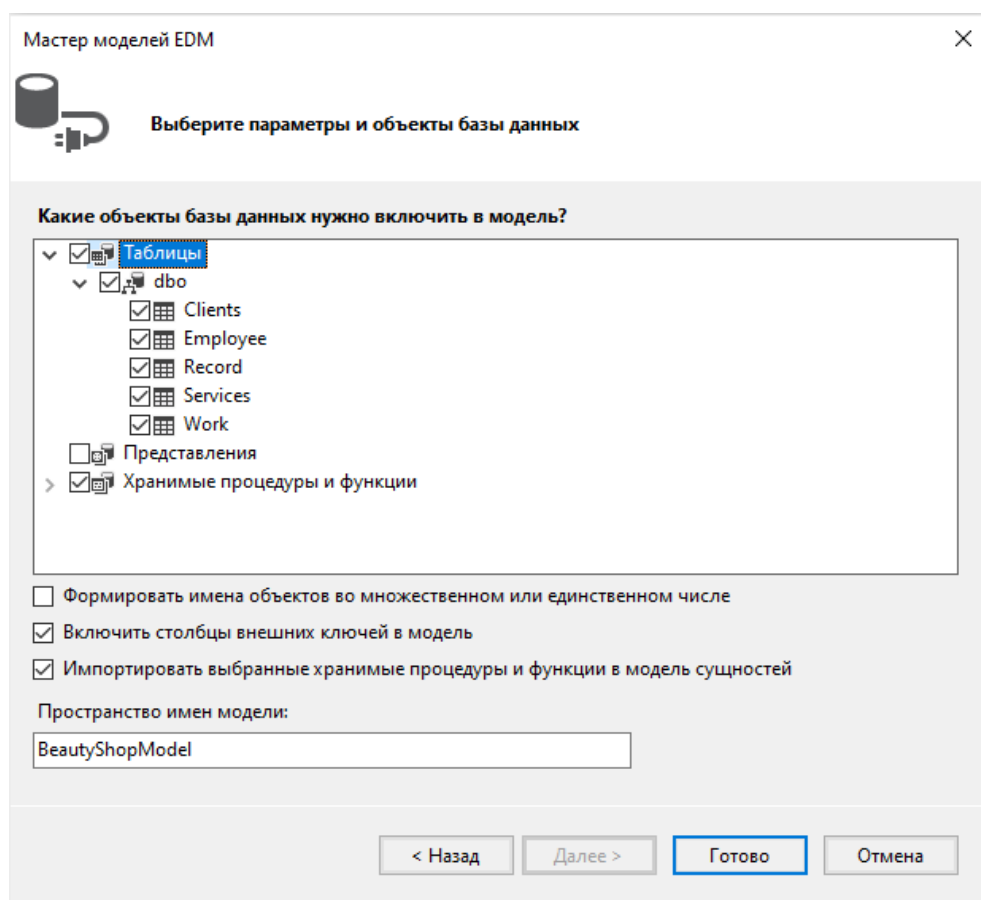 Мастер моделей EDM
Выберите параметры и объекты базы данных
Какие объекты базы данных нужно включить в модель?
Таблицы
dbo
Clients
Employee
Record
Services
Work
Представления
Хранимые процедуры и функции
Формировать имена объектов во множественном или единственном числе
Включить столбцы внешних ключей в модель
Импортировать выбранные хранимые процедуры и функции в модель сущностей
Пространство имен модели:
BeautyShopModel
< Назад Далее > Готово Отмена